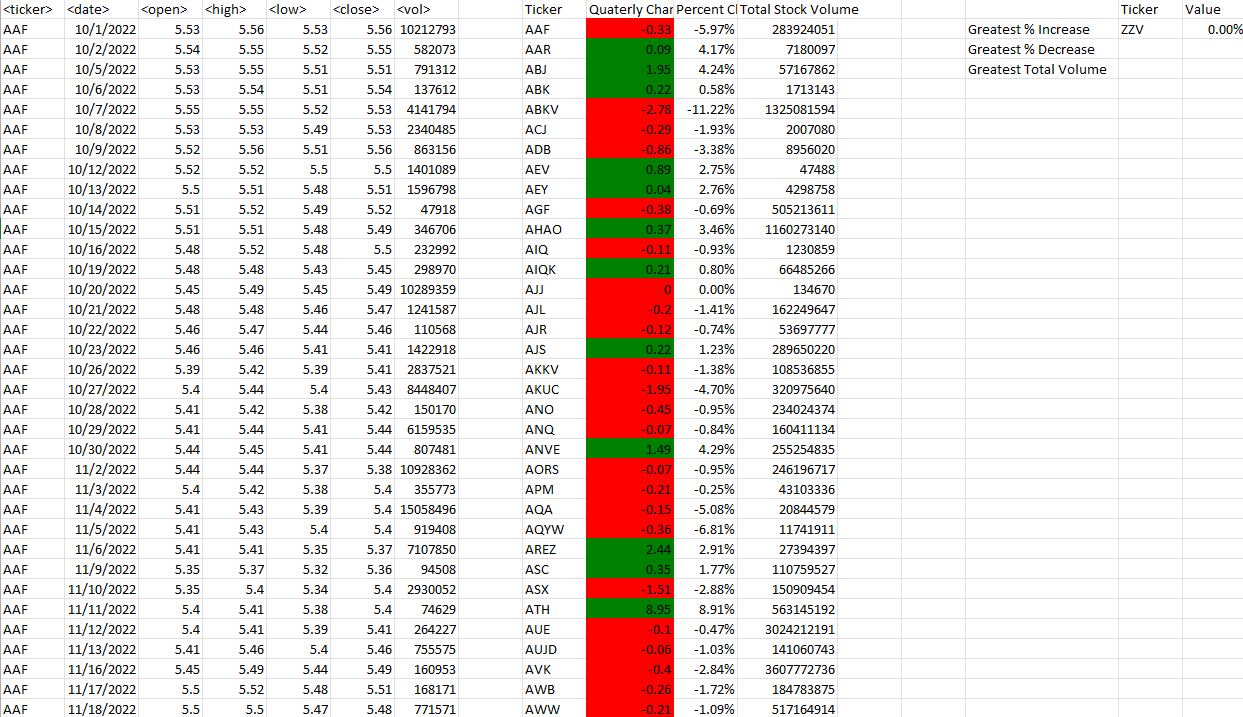 <ticker> <date> <open> <high> <low> <close> <vol> Ticker Quaterly Char Percent Cl Total Stock Volume Ticker Value
AAF 10/1/2022 5.53 5.56 5.53 5.56 10212793 AAF -0.33 -5.97% 283924051 Greatest % Increase ZZV 0.00%
AAF 10/2/2022 5.54 5.55 5.52 5.55 582073 AAR 0.09 4.17% 7180097 Greatest % Decrease
AAF 10/5/2022 5.53 5.55 5.51 5.51 791312 ABJ 1.95 4.24% 57167862 Greatest Total Volume
AAF 10/6/2022 5.53 5.54 5.51 5.54 137612 ABK 0.22 0.58% 1713143
AAF 10/7/2022 5.55 5.55 5.52 5.53 4141794 ABKV -2.78 -11.22% 1325081594
AAF 10/8/2022 5.53 5.53 5.49 5.53 2340485 ACJ -0.29 -1.93% 2007080
AAF 10/9/2022 5.52 5.56 5.51 5.56 863156 ADB -0.86 -3.38% 8956020
AAF 10/12/2022 5.52 5.52 5.5 5.5 1401089 AEV 0.89 2.75% 47488
AAF 10/13/2022 5.5 5.51 5.48 5.51 1596798 AEY 0.04 2.76% 4298758
AAF 10/14/2022 5.51 5.52 5.49 5.52 47918 AGF -0.38 -0.69% 505213611
AAF 10/15/2022 5.51 5.51 5.48 5.49 346706 AHAO 0.37 3.46% 1160273140
AAF 10/16/2022 5.48 5.52 5.48 5.5 232992 AIQ -0.11 -0.93% 1230859
AAF 10/19/2022 5.48 5.48 5.43 5.45 298970 AIQK 0.21 0.80% 66485266
AAF 10/20/2022 5.45 5.49 5.45 5.49 10289359 AJJ 0 0.00% 134670
AAF 10/21/2022 5.48 5.48 5.46 5.47 1241587 AJL -0.2 -1.41% 162249647
AAF 10/22/2022 5.46 5.47 5.44 5.46 110568 AJR -0.12 -0.74% 53697777
AAF 10/23/2022 5.46 5.46 5.41 5.41 1422918 AJS 0.22 1.23% 289650220
AAF 10/26/2022 5.39 5.42 5.39 5.41 2837521 AKKV -0.11 -1.38% 108536855
AAF 10/27/2022 5.4 5.44 5.4 5.43 8448407 AKUC -1.95 -4.70% 320975640
AAF 10/28/2022 5.41 5.42 5.38 5.42 150170 ANO -0.45 -0.95% 234024374
AAF 10/29/2022 5.41 5.44 5.41 5.44 6159535 ANQ -0.07 -0.84% 160411134
AAF 10/30/2022 5.44 5.45 5.41 5.44 807481 ANVE 1.49 4.29% 255254835
AAF 11/2/2022 5.44 5.44 5.37 5.38 10928362 AORS -0.07 -0.95% 246196717
AAF 11/3/2022 5.4 5.42 5.38 5.4 355773 APM -0.21 -0.25% 43103336
AAF 11/4/2022 5.41 5.43 5.39 5.4 15058496 AQA -0.15 -5.08% 20844579
AAF 11/5/2022 5.41 5.43 5.4 5.4 919408 AQYW -0.36 -6.81% 11741911
AAF 11/6/2022 5.41 5.41 5.35 5.37 7107850 AREZ 2.44 2.91% 27394397
AAF 11/9/2022 5.35 5.37 5.32 5.36 94508 ASC 0.35 1.77% 110759527
AAF 11/10/2022 5.35 5.4 5.34 5.4 2930052 ASX -1.51 -2.88% 150909454
AAF 11/11/2022 5.4 5.41 5.38 5.4 74629 ATH 8.95 8.91% 563145192
AAF 11/12/2022 5.4 5.41 5.39 5.41 264227 AUE -0.1 -0.47% 3024212191
AAF 11/13/2022 5.41 5.46 5.4 5.46 755575 AUJD -0.06 -1.03% 141060743
AAF 11/16/2022 5.45 5.49 5.44 5.49 160953 AVK -0.4 -2.84% 3607772736
AAF 11/17/2022 5.5 5.52 5.48 5.51 168171 AWB -0.26 -1.72% 184783875
AAF 11/18/2022 5.5 5.5 5.47 5.48 771571 AWW -0.21 -1.09% 517164914